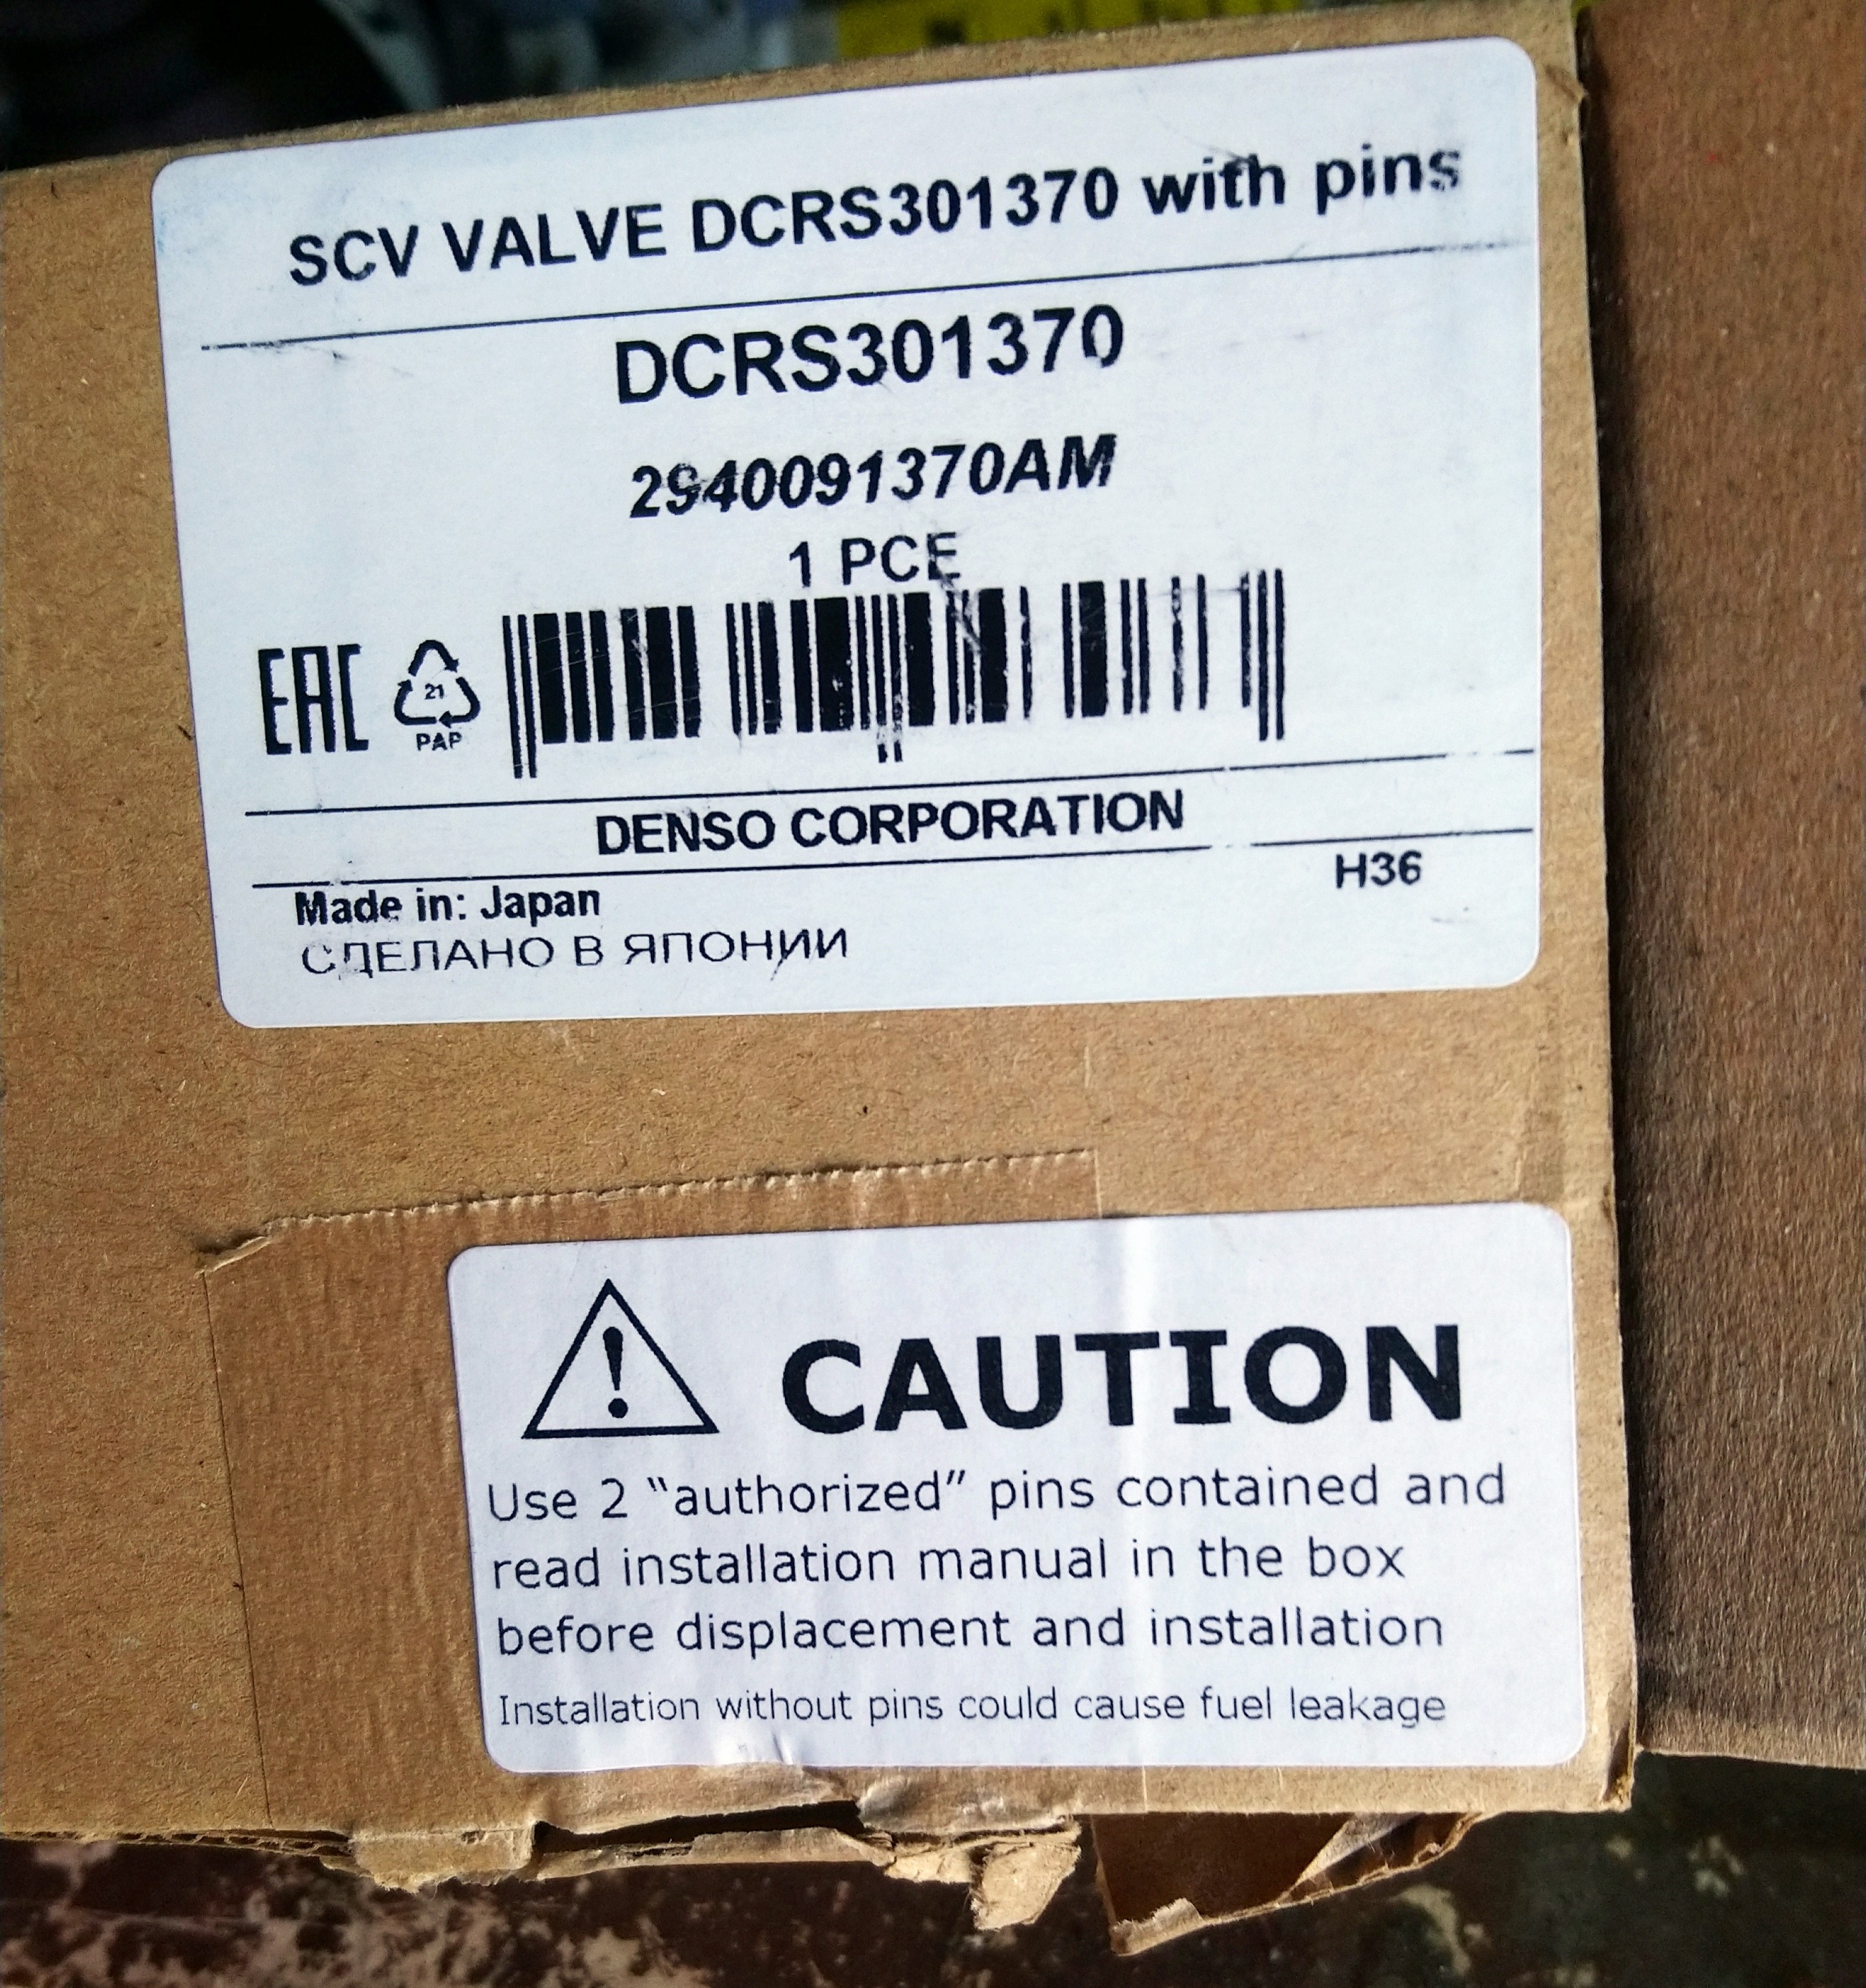 SCV VALVE DCRS301370 with pins
DCRS301370
2940091370AM
1 PCE
EAC
21
PAP
DENSO CORPORATION
Made in: Japan
H36
СДЕЛАНО В ЯПОНИИ
CAUTION
Use 2 “authorized” pins contained and
read installation manual in the box
before displacement and installation
Installation without pins could cause fuel leakage